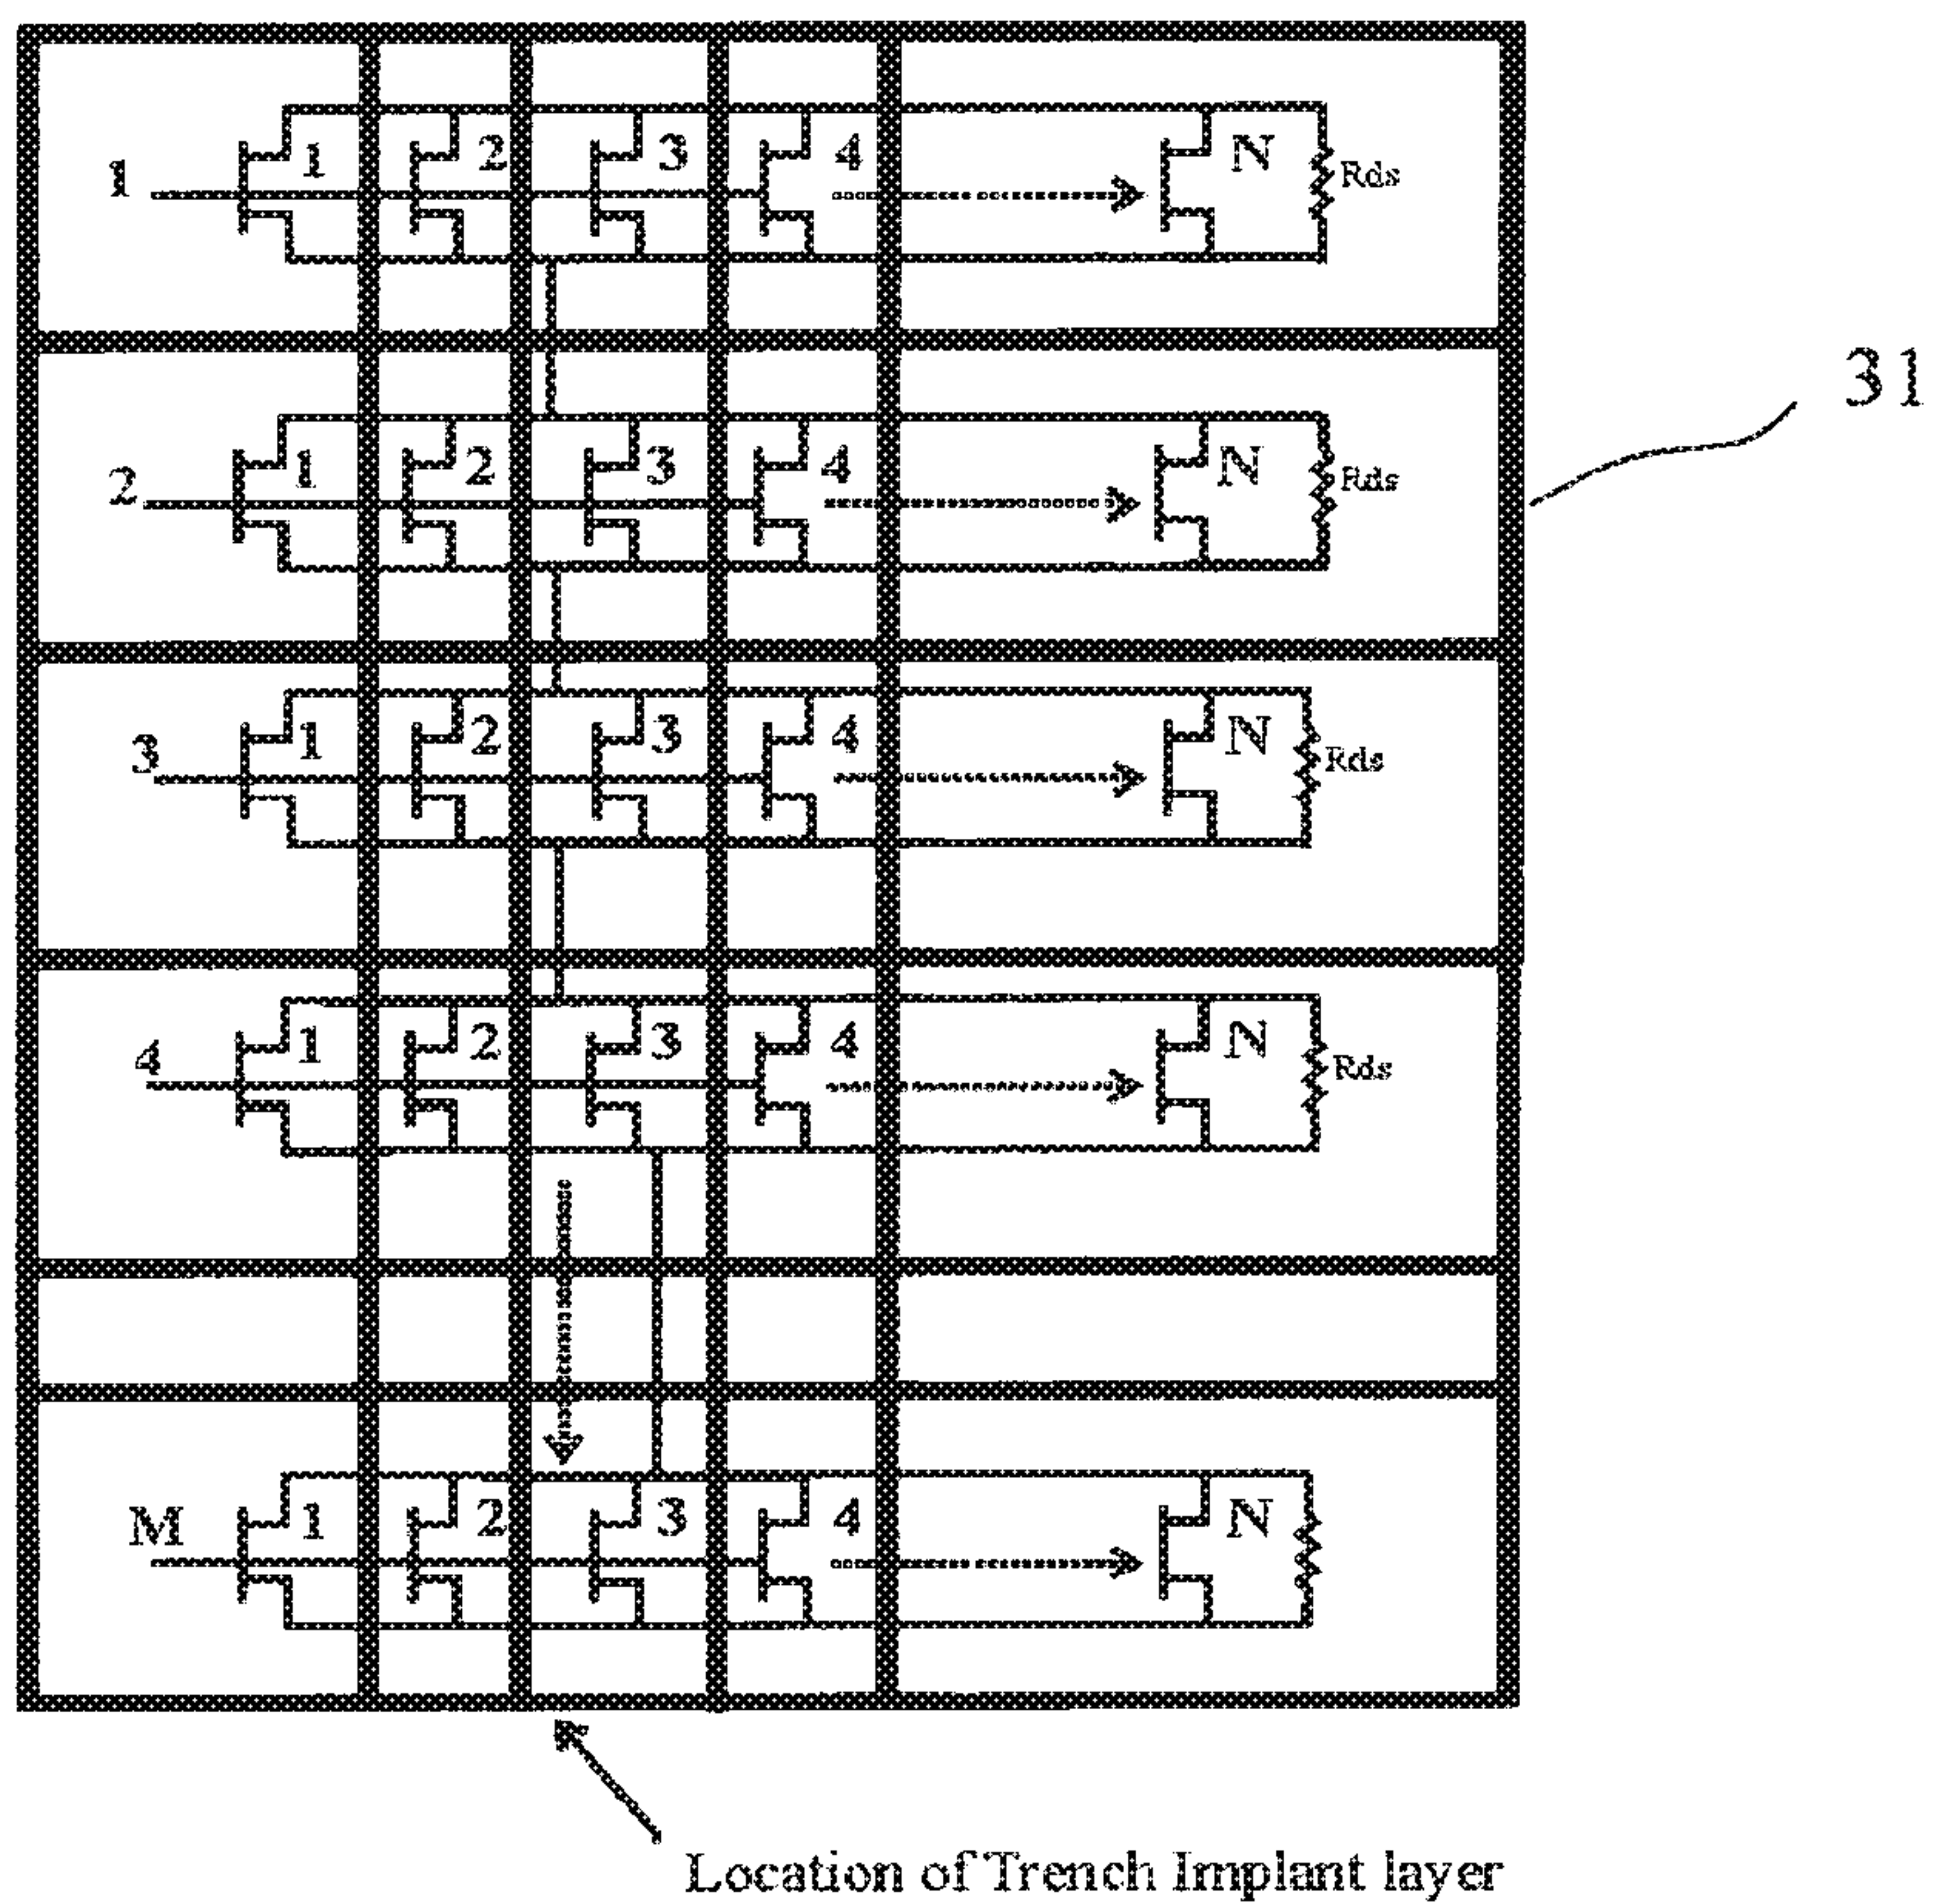 1 1 2 3 4 N Rds
31
2 1 2 3 4 N Rds
3 1 2 3 4 N Rds
4 1 2 3 4 N Rds
M 1 2 3 4 N
Location of Trench Implant layer